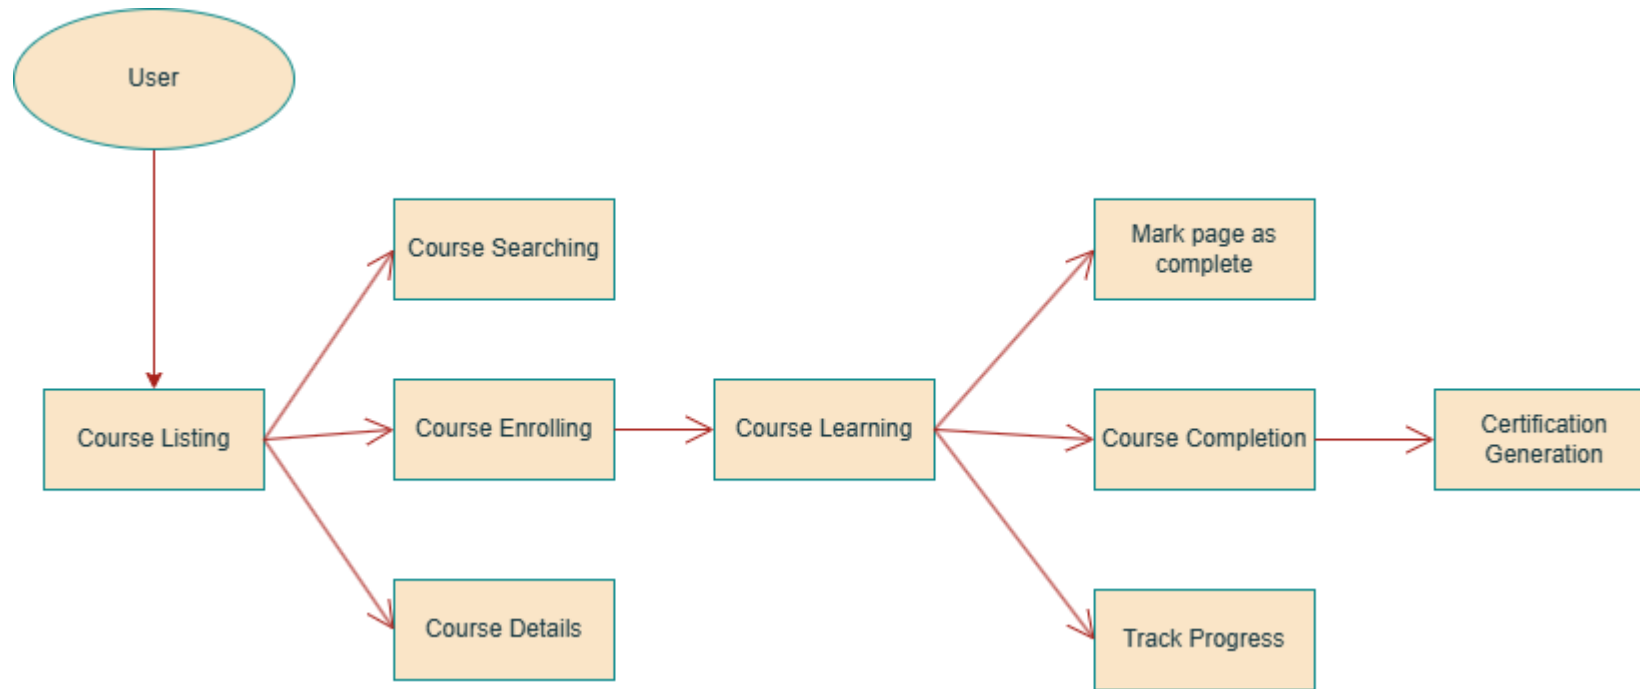 User
Course Searching
Mark page as
complete
Course Listing
Course Enrolling
Course Learning
Course Completion
Certification
Generation
Course Details
Track Progress